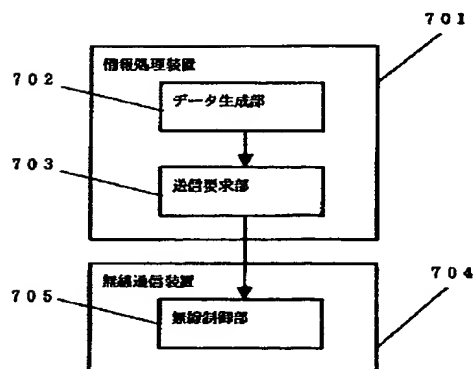 701
情報処理装置
702
データ生成部
703
送信要求部
704
無線通信装置
705
無線制御部